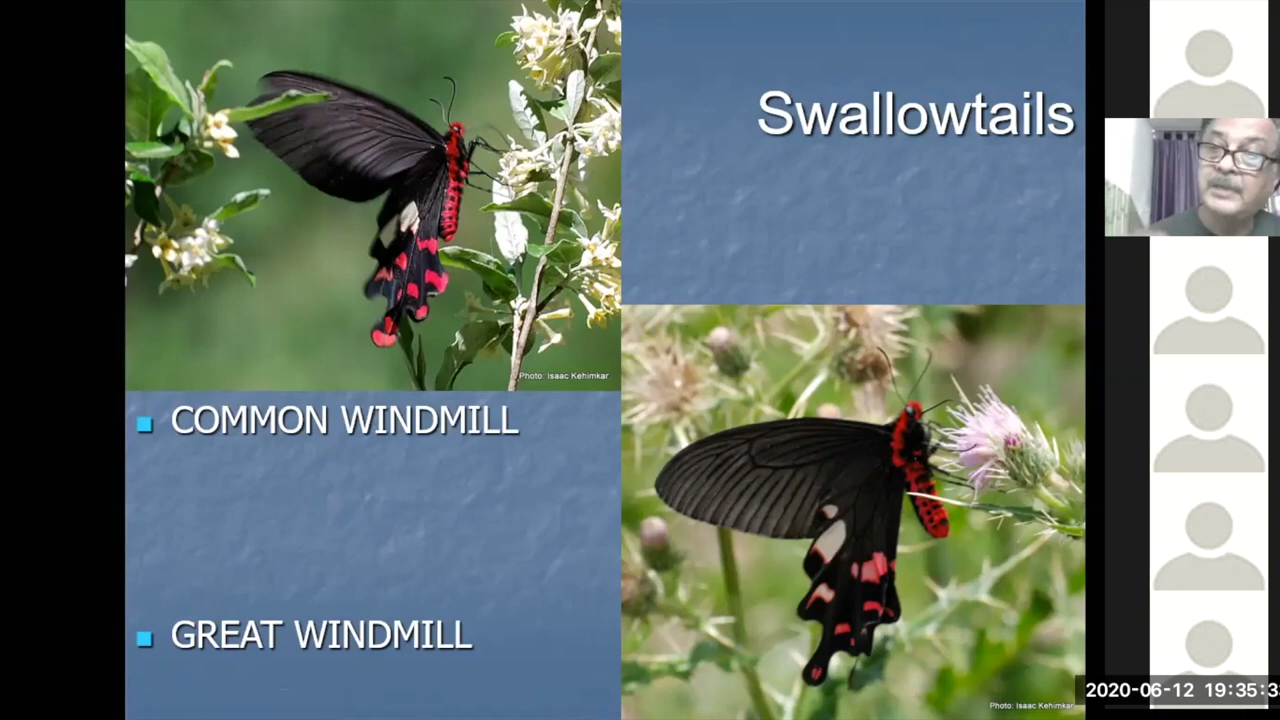 Swallowtails
Photo: Isaac Kehimkar
COMMON WINDMILL
GREAT WINDMILL
Photo: Isaac Kehimkar
2020-06-12 19:35:3